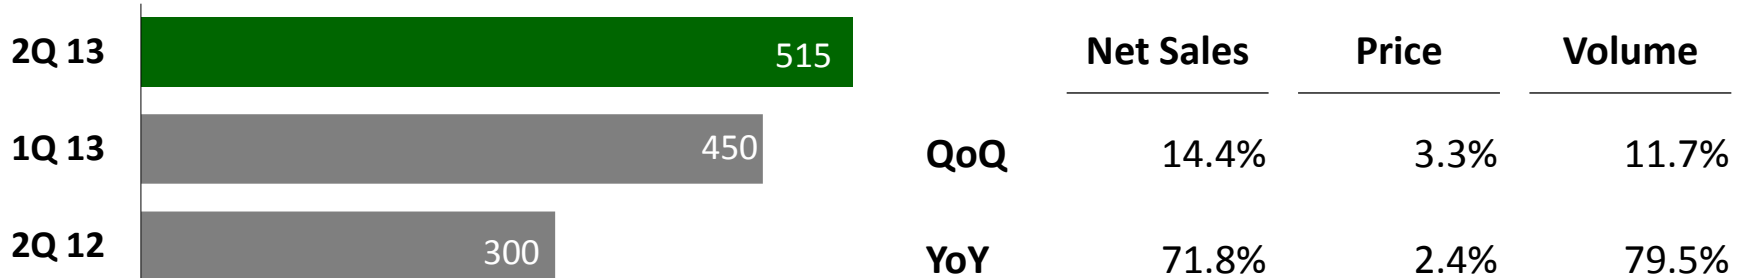 2Q 13 515
1Q 13 450
2Q 12 300
Net Sales Price Volume
QoQ 14.4% 3.3% 11.7%
YoY 71.8% 2.4% 79.5%